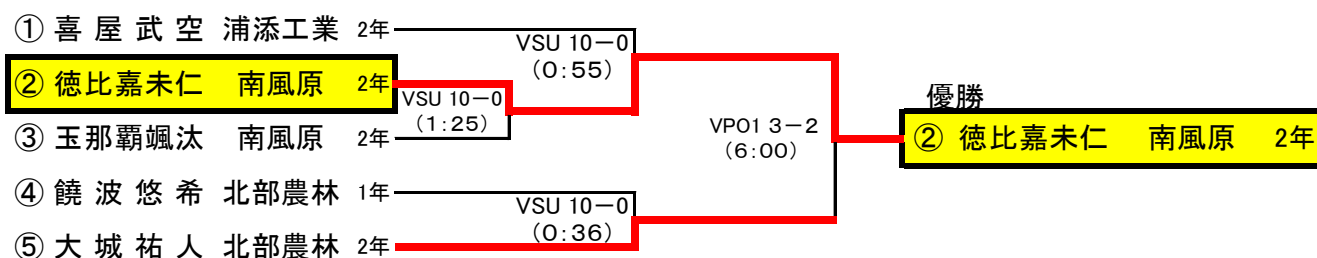 ① 喜 屋 武 空 浦添工業 2年
VSU 10－0
(0:55)
② 徳比嘉未仁 南風原 2年
VSU 10－0
(1:25)
③ 玉那覇颯汰 南風原 2年
VPO1 3－2
(6:00)
優勝
② 徳比嘉未仁 南風原 2年
④ 饒 波 悠 希 北部農林 1年
VSU 10－0
(0:36)
⑤ 大 城 祐 人 北部農林 2年